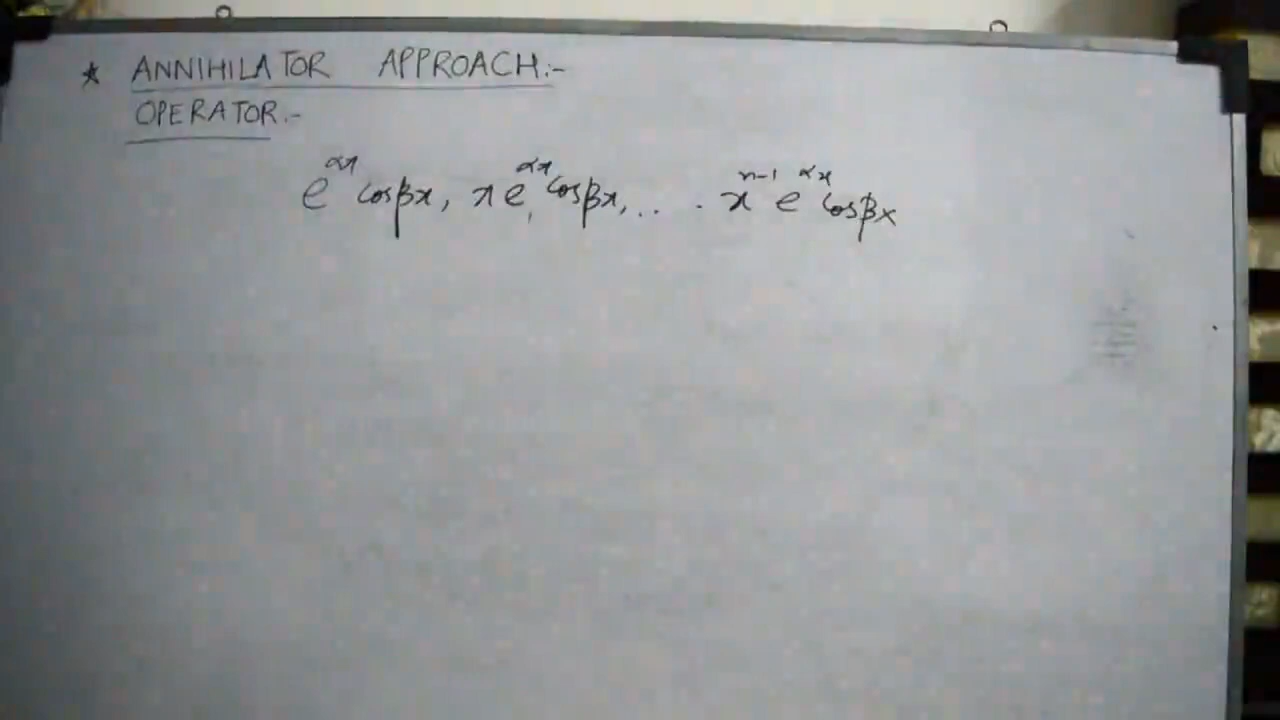 * ANNIHILATOR APPROACH:-
OPERATOR:-
e^αx cosβx, x e^αx cosβx, .. . x^n-1 e^αx cosβx